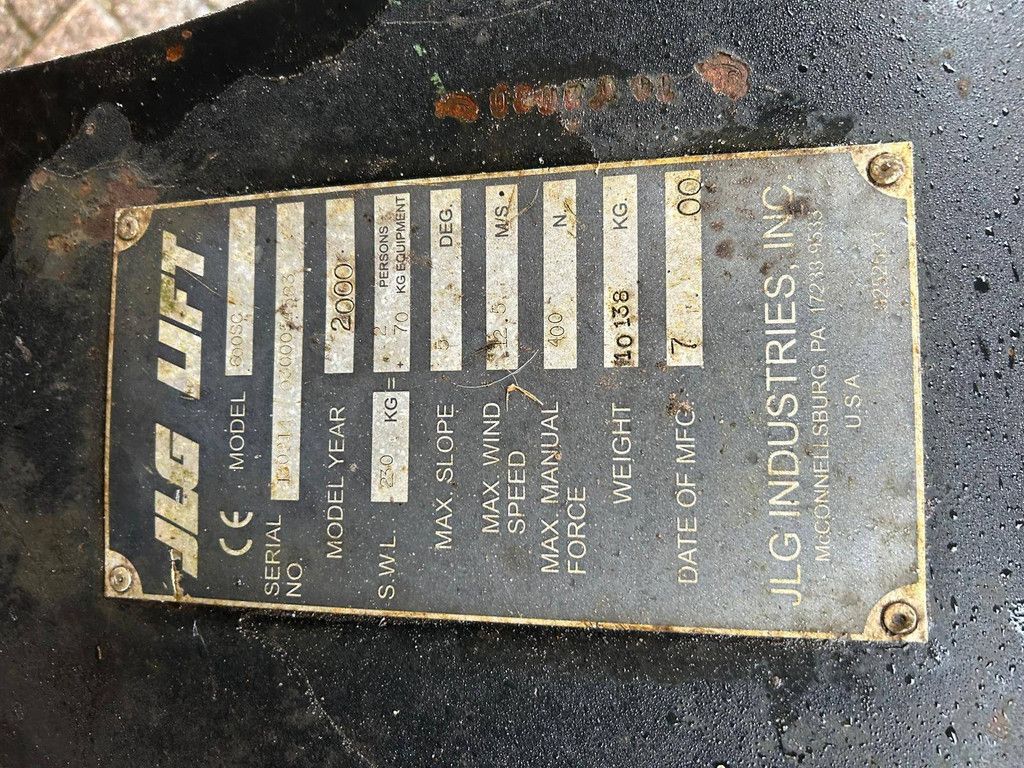 JLG LIFT
CE MODEL 600SC
SERIAL NO.
MODEL YEAR 2000
S.W.L. 230 KG = 2 PERSONS
+ 70 KG EQUIPMENT
MAX. SLOPE 5 DEG.
MAX. WIND SPEED 12.5 M/S.
MAX MANUAL FORCE 400 N.
WEIGHT 10138 KG.
DATE OF MFG. 7 00
JLG INDUSTRIES, INC.
McCONNELLSBURG, PA 17233-9533
U.S.A.